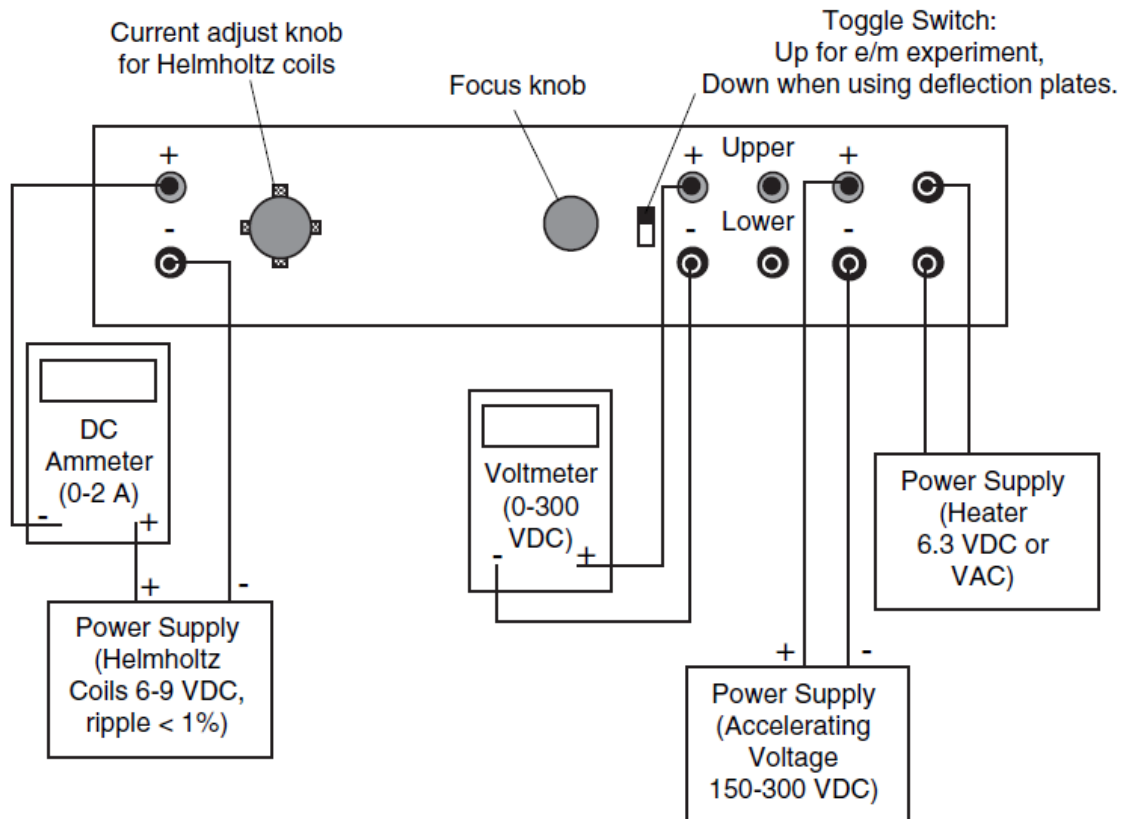 Current adjust knob
for Helmholtz coils
Focus knob
Toggle Switch:
Up for e/m experiment,
Down when using deflection plates.
+
-
+
-
Upper
Lower
+
-
DC
Ammeter
(0-2 A)
-
+
+
-
Power Supply
(Helmholtz
Coils 6-9 VDC,
ripple < 1%)
Voltmeter
(0-300
VDC)
-
+
+
-
Power Supply
(Accelerating
Voltage
150-300 VDC)
Power Supply
(Heater
6.3 VDC or
VAC)